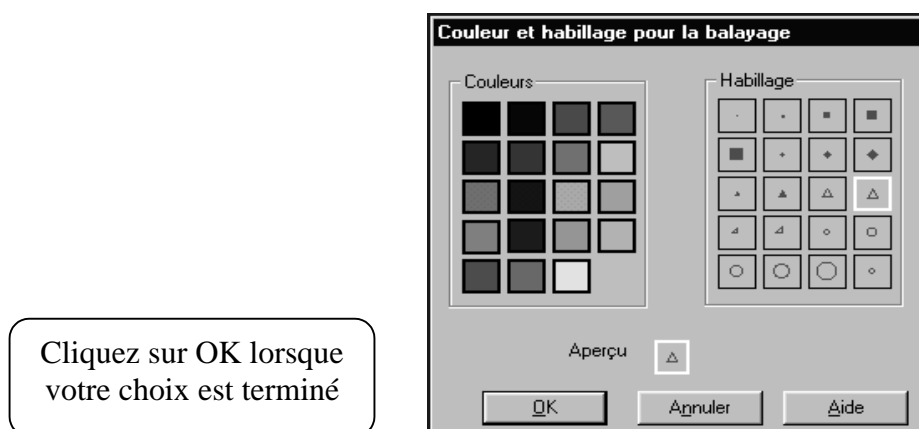 Couleur et habillage pour la balayage
Couleurs
Habillage
Aperçu
Cliquez sur OK lorsque
votre choix est terminé
OK
Annuler
Aide